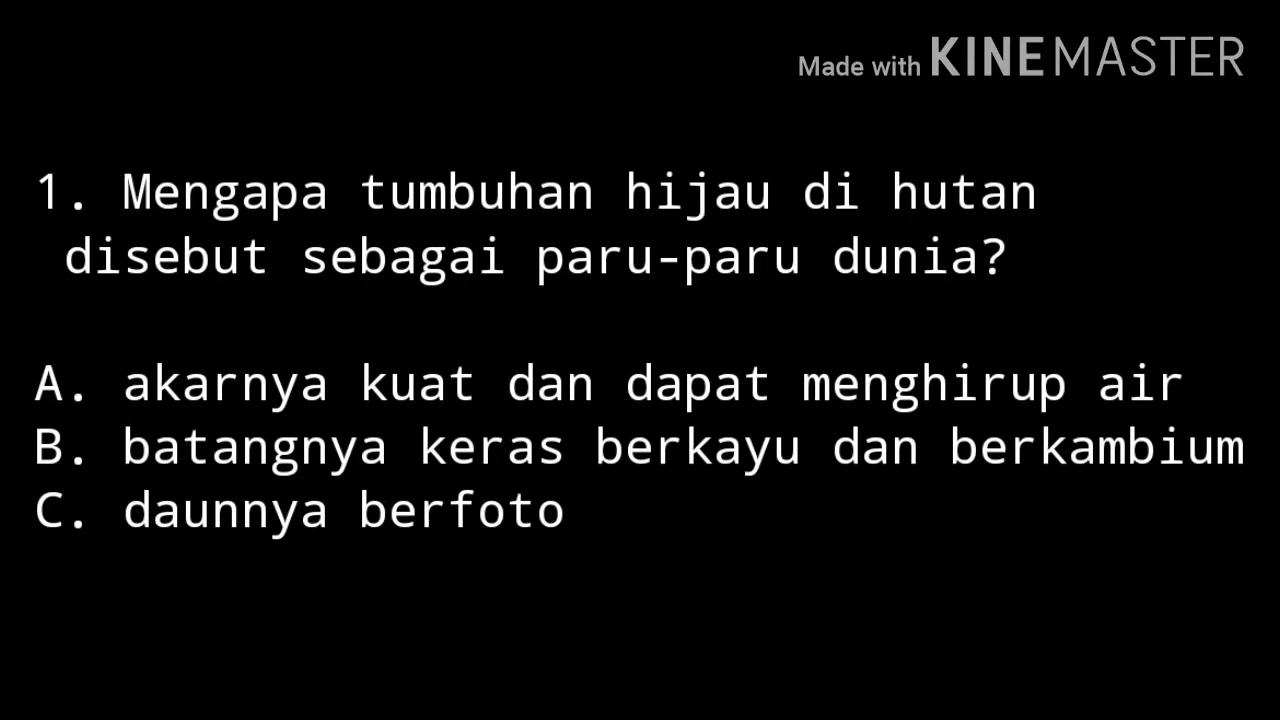 Made with KINEMASTER
1. Mengapa tumbuhan hijau di hutan
disebut sebagai paru-paru dunia?
A. akarnya kuat dan dapat menghirup air
B. batangnya keras berkayu dan berkambium
C. daunnya berfoto